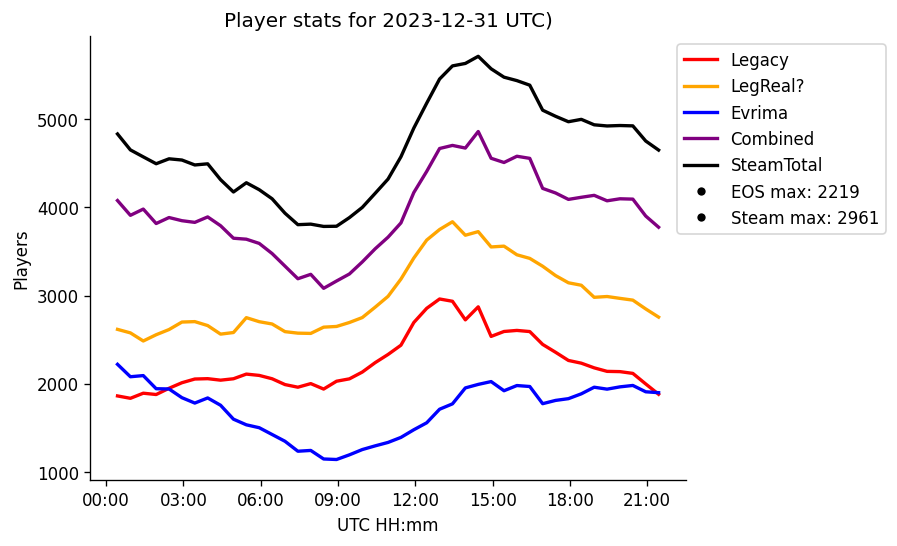 Player stats for 2023-12-31 UTC)
Legacy
LegReal?
Evrima
Combined
SteamTotal
EOS max: 2219
Steam max: 2961
Players
5000
4000
3000
2000
1000
00:00 03:00 06:00 09:00 12:00 15:00 18:00 21:00
UTC HH:mm